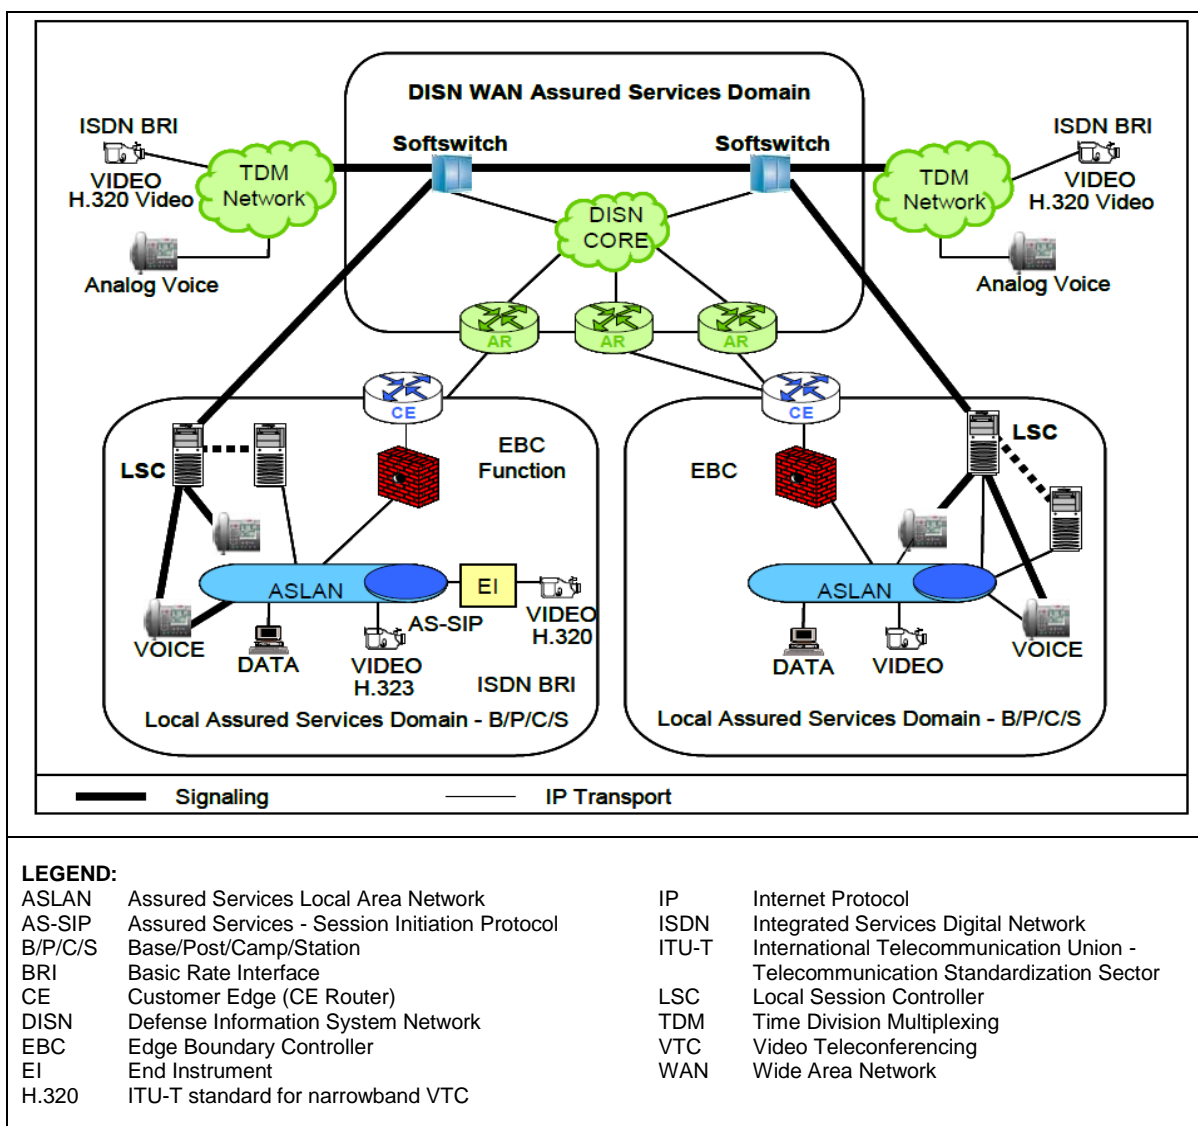 DISN WAN Assured Services Domain
ISDN BRI
VIDEO
H.320 Video
TDM
Network
Analog Voice
Softswitch
Softswitch
DISN
CORE
TDM
Network
ISDN BRI
VIDEO
H.320 Video
Analog Voice
AR
AR
AR
CE
CE
LSC
EBC
Function
ASLAN
EI
AS-SIP
VIDEO
H.320
VOICE
DATA
VIDEO
H.323
ISDN BRI
Local Assured Services Domain - B/P/C/S
EBC
LSC
ASLAN
DATA
VIDEO
VOICE
Local Assured Services Domain - B/P/C/S
Signaling
IP Transport
LEGEND:
ASLAN Assured Services Local Area Network
AS-SIP Assured Services - Session Initiation Protocol
B/P/C/S Base/Post/Camp/Station
BRI Basic Rate Interface
CE Customer Edge (CE Router)
DISN Defense Information System Network
EBC Edge Boundary Controller
EI End Instrument
H.320 ITU-T standard for narrowband VTC
IP Internet Protocol
ISDN Integrated Services Digital Network
ITU-T International Telecommunication Union -
Telecommunication Standardization Sector
LSC Local Session Controller
TDM Time Division Multiplexing
VTC Video Teleconferencing
WAN Wide Area Network